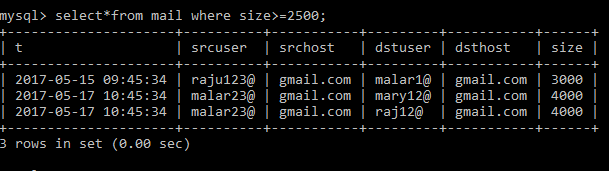 mysql> select*from mail where size>=2500;
+---------------------+----------+-----------+---------+-----------+------+
| t                   | srcuser  | srchost   | dstuser | dsthost   | size |
+---------------------+----------+-----------+---------+-----------+------+
| 2017-05-15 09:45:34 | raju123@ | gmail.com | malar1@ | gmail.com | 3000 |
| 2017-05-17 10:45:34 | malar23@ | gmail.com | mary12@ | gmail.com | 4000 |
| 2017-05-17 10:45:34 | malar23@ | gmail.com | raj12@  | gmail.com | 4000 |
+---------------------+----------+-----------+---------+-----------+------+
3 rows in set (0.00 sec)